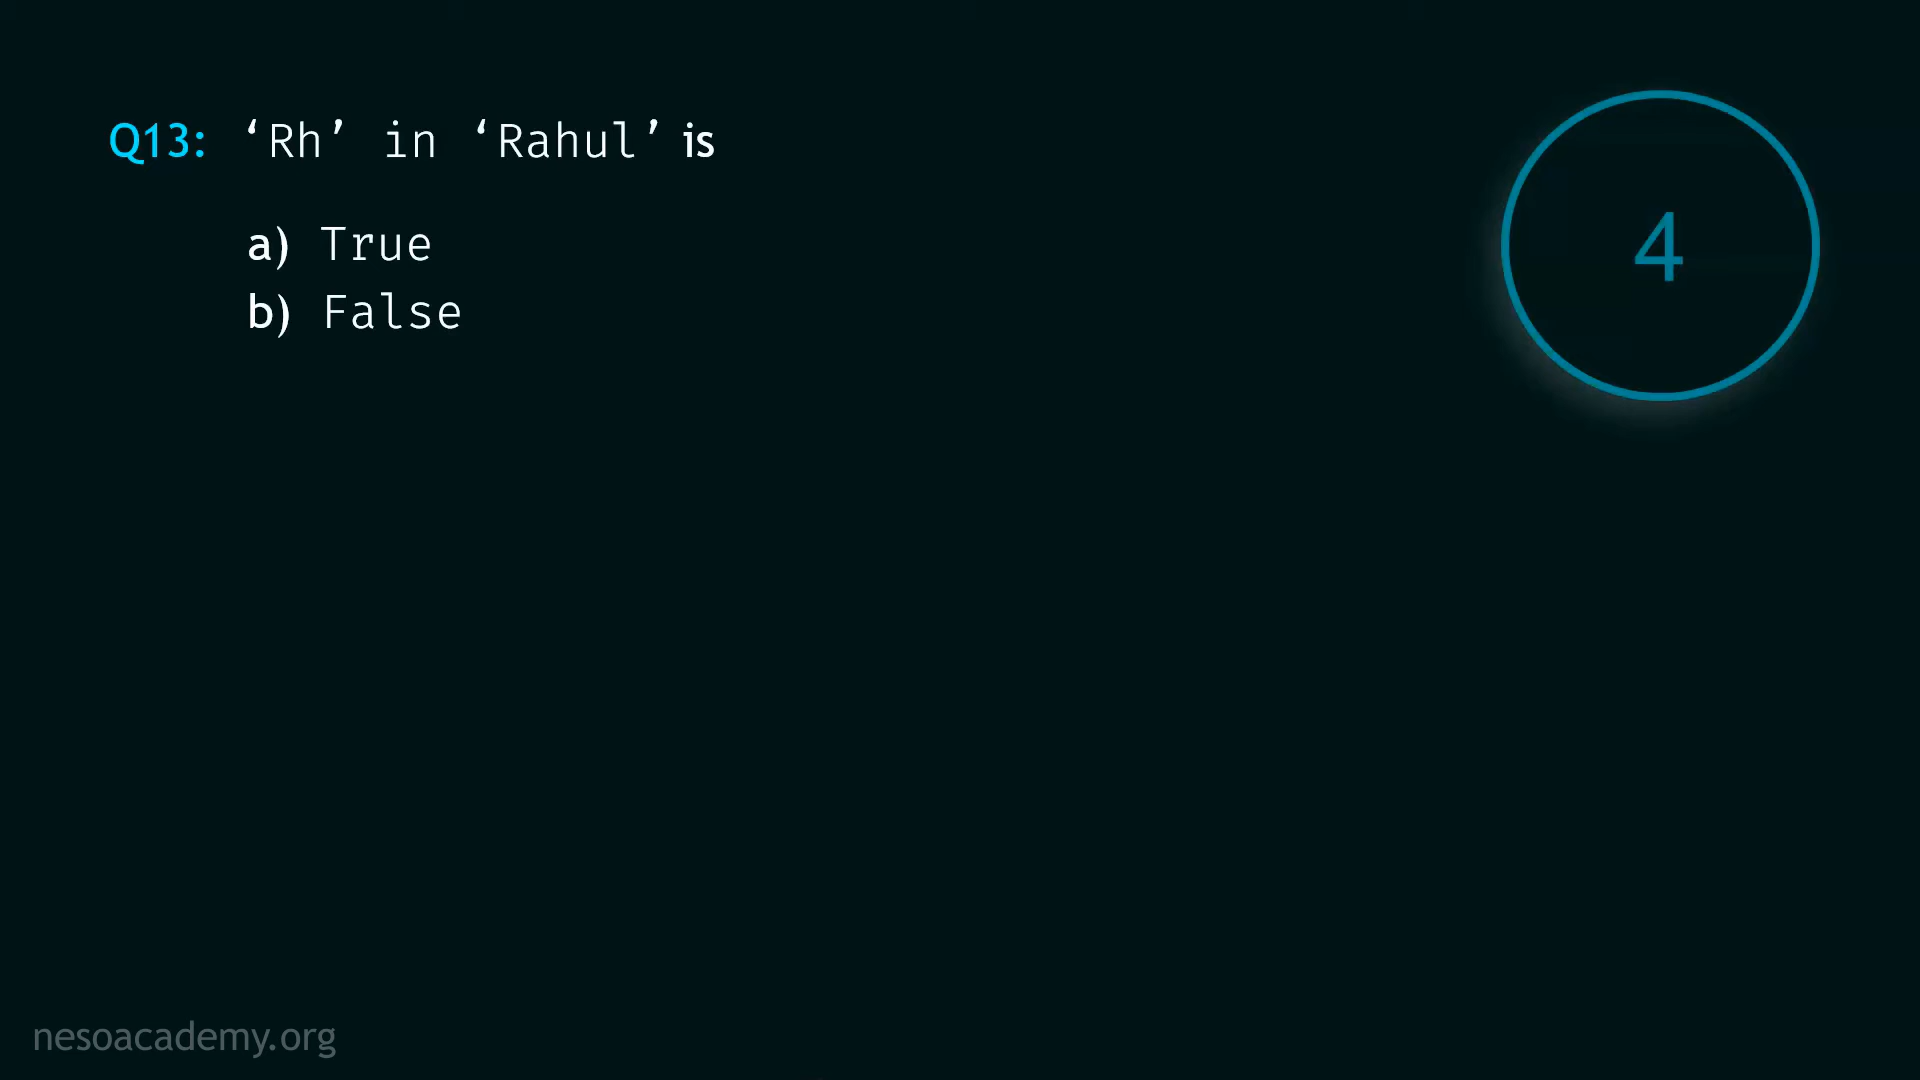 Q13: ‘Rh’ in ‘Rahul’ is
4
a) True
b) False
nesoacademy.org